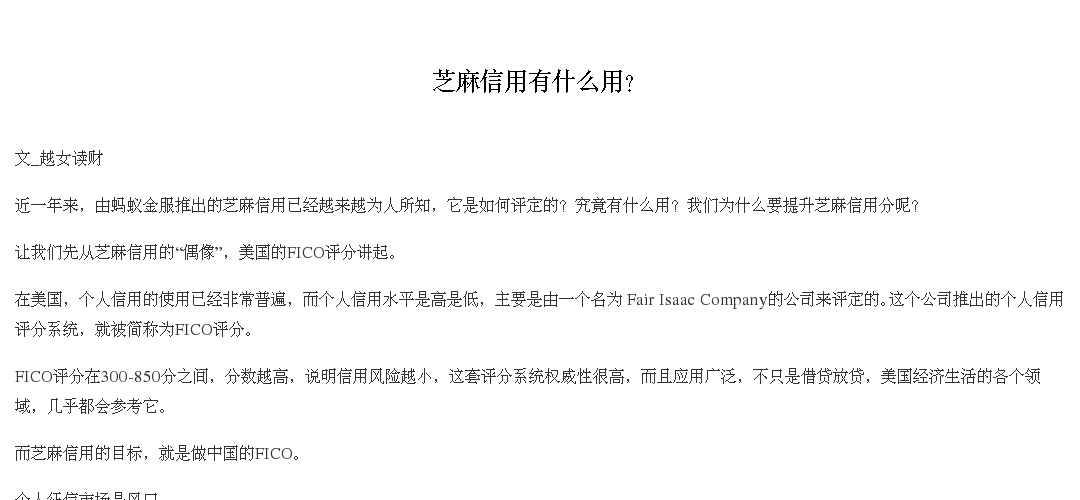 芝麻信用有什么用?
文_越女读财
近一年来，由蚂蚁金服推出的芝麻信用已经越来越为人所知，它是如何评定的？究竟有什么用？我们为什么要提升芝麻信用分呢？
让我们先从芝麻信用的“偶像”，美国的FICO评分讲起。
在美国，个人信用的使用已经非常普遍，而个人信用水平是高是低，主要是由一个名为 Fair Isaac Company的公司来评定的。这个公司推出的个人信用
评分系统，就被简称为FICO评分。
FICO评分在300-850分之间，分数越高，说明信用风险越小，这套评分系统权威性很高，而且应用广泛，不只是借贷放贷，美国经济生活的各个领
域，几乎都会参考它。
而芝麻信用的目标，就是做中国的FICO。
个人征信市场是风口